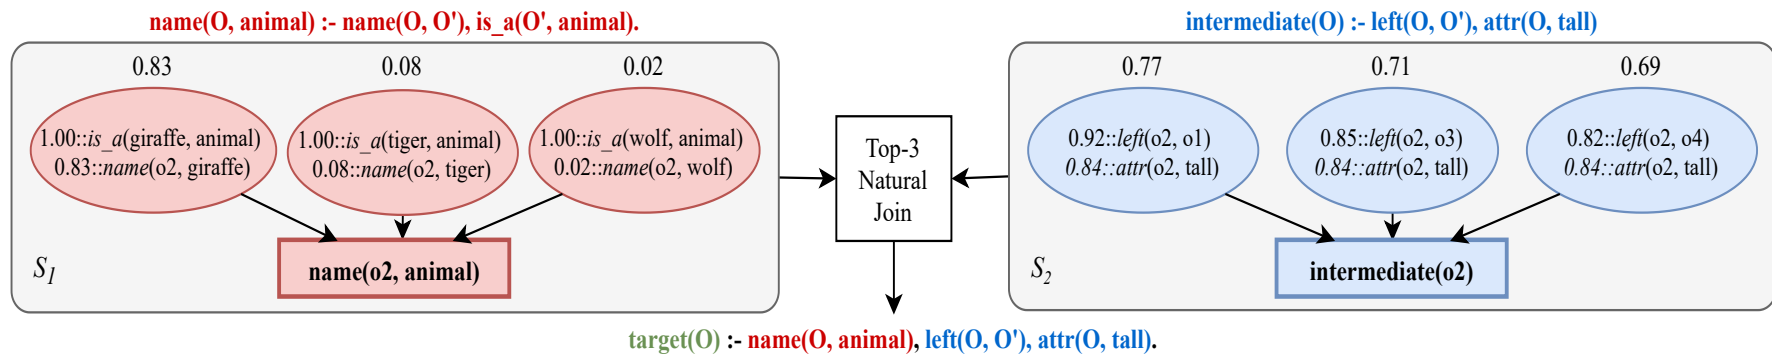 name(O, animal) :- name(O, O'), is_a(O', animal).
intermediate(O) :- left(O, O'), attr(O, tall)
0.83
0.08
0.02
0.77
0.71
0.69
1.00::is_a(giraffe, animal)
0.83::name(o2, giraffe)
1.00::is_a(tiger, animal)
0.08::name(o2, tiger)
1.00::is_a(wolf, animal)
0.02::name(o2, wolf)
Top-3
Natural
Join
0.92::left(o2, o1)
0.84::attr(o2, tall)
0.85::left(o2, o3)
0.84::attr(o2, tall)
0.82::left(o2, o4)
0.84::attr(o2, tall)
S1
name(o2, animal)
S2
intermediate(o2)
target(O) :- name(O, animal), left(O, O'), attr(O, tall).